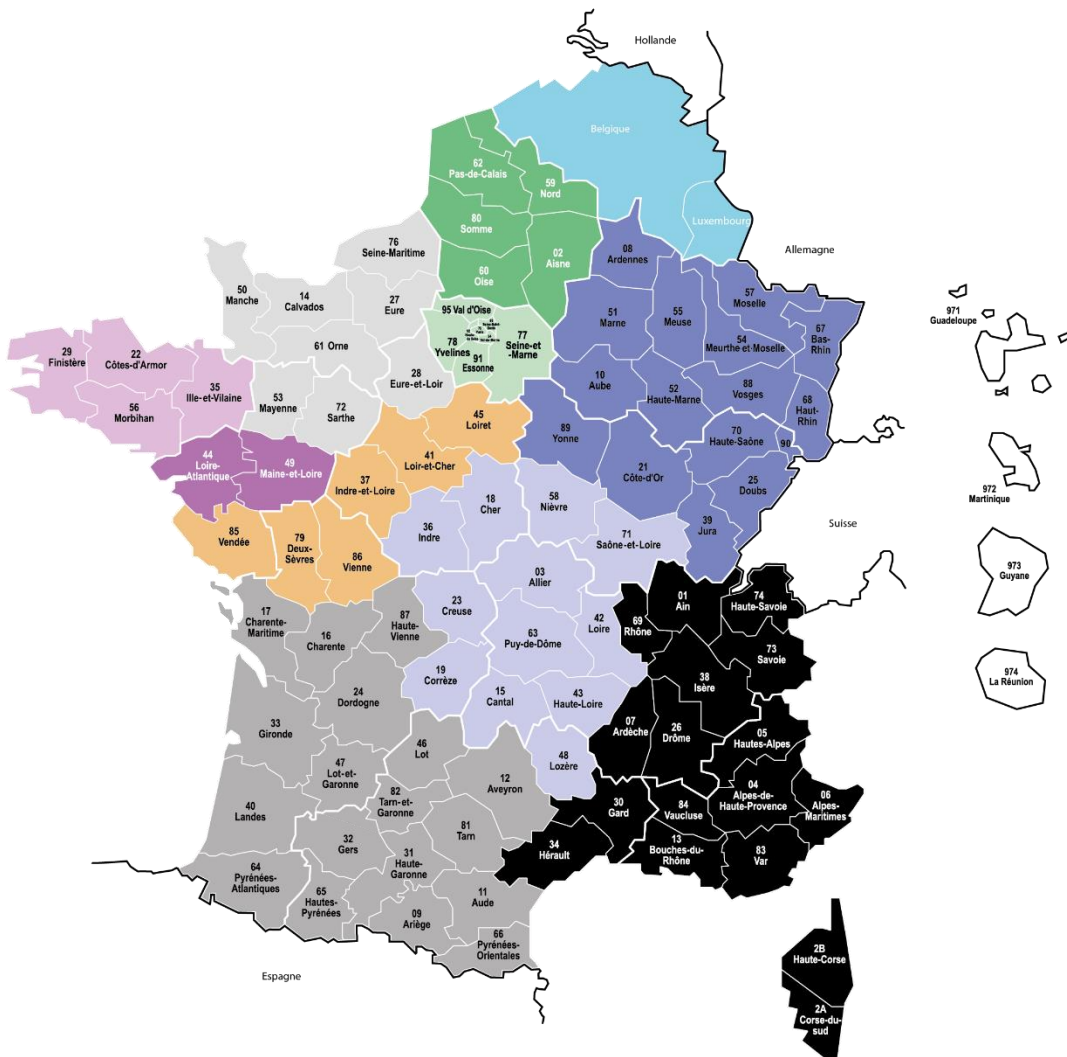 Hollande
Belgique
Luxembourg
Allemagne
62
Pas-de-Calais
59
Nord
80
Somme
02
Aisne
60
Oise
76
Seine-Maritime
27
Eure
50
Manche
14
Calvados
61 Orne
95 Val d'Oise
78
Yvelines
91
Essonne
77
Seine-et
-Marne
08
Ardennes
51
Marne
55
Meuse
57
Moselle
54
Meurthe et-Moselle
67
Bas-
Rhin
10
Aube
52
Haute-Marne
88
Vosges
68
Haut-
Rhin
29
Finistère
22
Côtes-d'Armor
35
Ille-et-Vilaine
56
Morbihan
53
Mayenne
72
Sarthe
28
Eure-et-Loir
45
Loiret
89
Yonne
70
Haute-Saône
90
44
Loire-
Atlantique
49
Maine-et-Loire
37
Indre-et-Loire
41
Loir-et-Cher
21
Côte-d'Or
25
Doubs
39
Jura
Suisse
18
Cher
58
Nièvre
36
Indre
71
Saône-et-Loire
85
Vendée
79
Deux-
Sèvres
86
Vienne
03
Allier
23
Creuse
87
Haute-
Vienne
17
Charente-
Maritime
16
Charente
63
Puy-de-Dôme
42
Loire
69
Rhône
01
Ain
74
Haute-Savoie
73
Savoie
38
Isère
19
Corrèze
15
Cantal
43
Haute-Loire
24
Dordogne
33
Gironde
07
Ardèche
26
Drôme
05
Hautes-Alpes
46
Lot
48
Lozère
47
Lot-et-
Garonne
12
Aveyron
82
Tarn-et-
Garonne
40
Landes
30
Gard
84
Vaucluse
04
Alpes-de-
Haute-Provence
06
Alpes-
Maritimes
32
Gers
81
Tarn
31
Haute-
Garonne
34
Hérault
13
Bouches-du-
Rhône
83
Var
64
Pyrénées-
Atlantiques
65
Hautes-
Pyrénées
09
Ariège
11
Aude
66
Pyrénées-
Orientales
Espagne
2B
Haute-Corse
2A
Corse-du-
sud
971
Guadeloupe
972
Martinique
973
Guyane
974
La Réunion